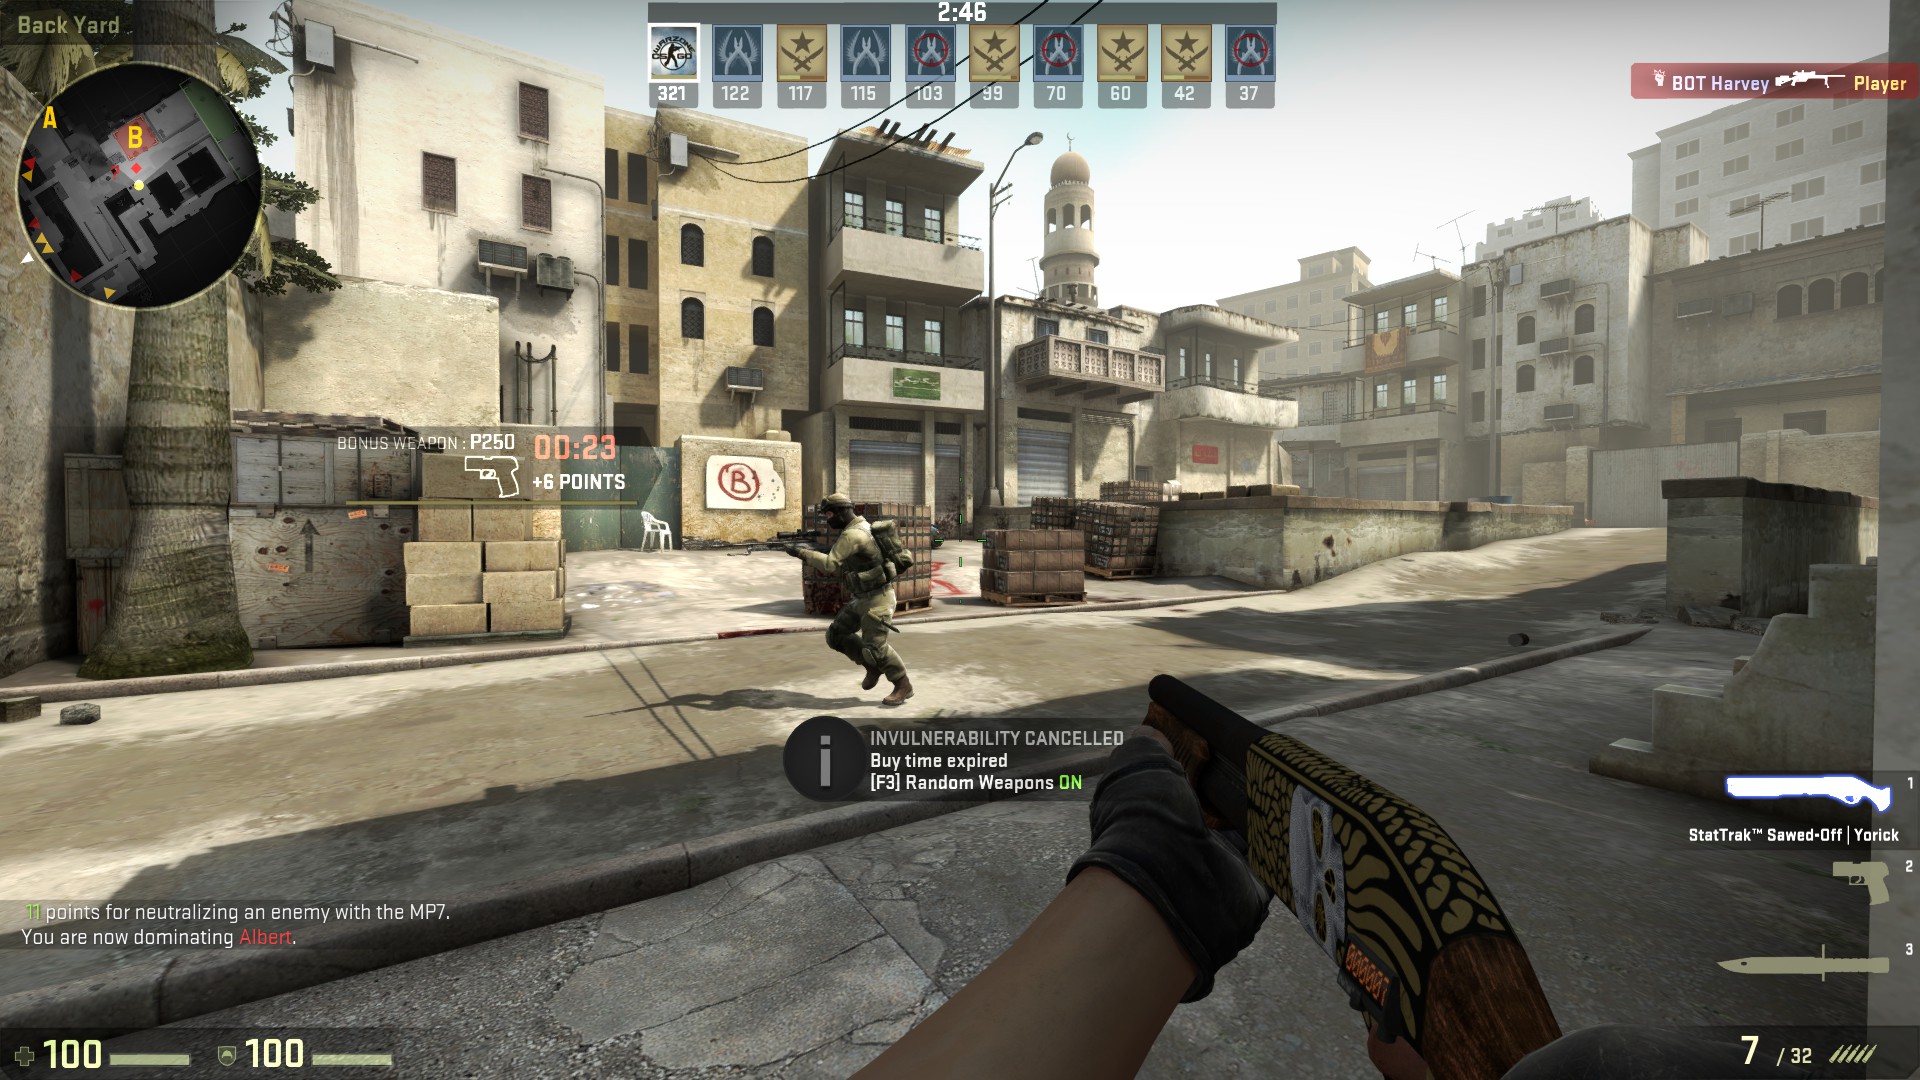 Back Yard
2:46
WARZONE
CS GO
321
122
117
115
103
99
70
60
42
37
BOT Harvey Player
A
B
BONUS WEAPON : P250 00:23
+6 POINTS
B
INVULNERABILITY CANCELLED
Buy time expired
[F3] Random Weapons ON
1
StatTrak™ Sawed-Off | Yorick
2
3
11 points for neutralizing an enemy with the MP7.
You are now dominating Albert.
100
100
7 / 32